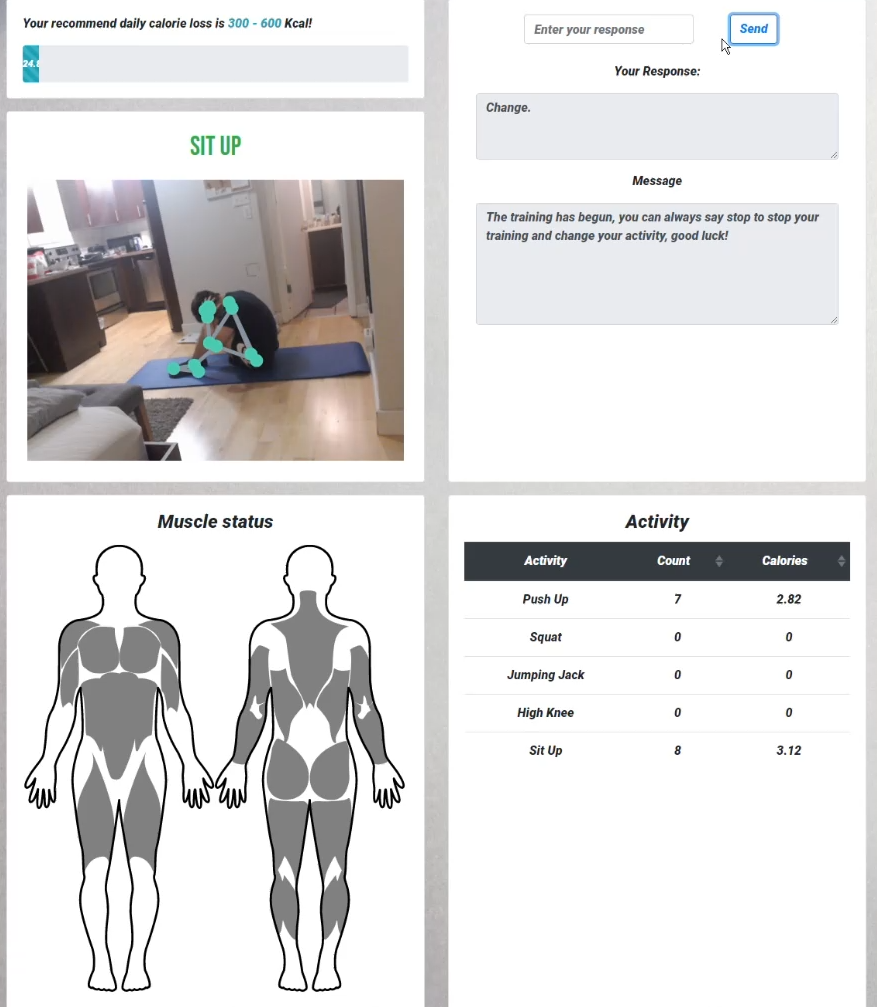 Your recommend daily calorie loss is 300 - 600 Kcal!
SIT UP
Enter your response
Send
Your Response:
Change.
Message
The training has begun, you can always say stop to stop your
training and change your activity, good luck!
Muscle status
Activity
Activity Count Calories
Push Up 7 2.82
Squat 0 0
Jumping Jack 0 0
High Knee 0 0
Sit Up 8 3.12